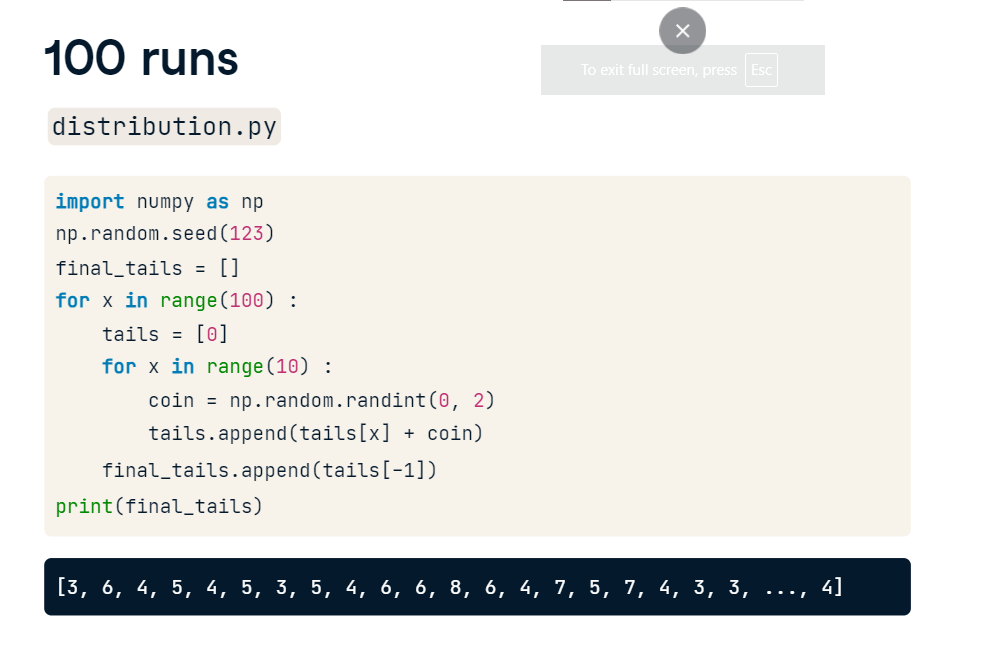 100 runs
To exit full screen, press Esc
distribution.py
import numpy as np
np.random.seed(123)
final_tails = []
for x in range(100) :
    tails = [0]
    for x in range(10) :
        coin = np.random.randint(0, 2)
        tails.append(tails[x] + coin)
    final_tails.append(tails[-1])
print(final_tails)
[3, 6, 4, 5, 4, 5, 3, 5, 4, 6, 6, 8, 6, 4, 7, 5, 7, 4, 3, 3, ..., 4]